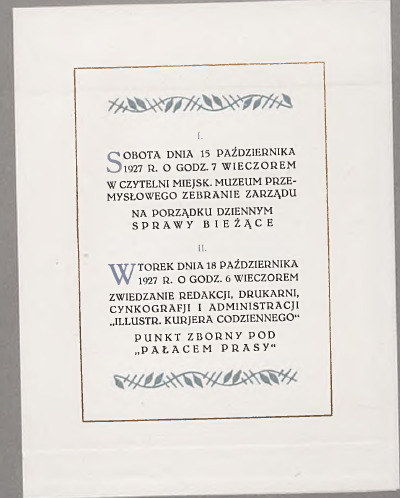 I.
SOBOTA DNIA 15 PAŹDZIERNIKA
1927 R. O GODZ. 7 WIECZOREM
W CZYTELNI MIEJSK. MUZEUM PRZE-
MYSŁOWEGO ZEBRANIE ZARZĄDU
NA PORZĄDKU DZIENNYM
SPRAWY BIEŻĄCE
II.
WTOREK DNIA 18 PAŹDZIERNIKA
1927 R. O GODZ. 6 WIECZOREM
ZWIEDZANIE REDAKCJI, DRUKARNI,
CYNKOGRAFJI I ADMINISTRACJI
„ILLUSTR. KURJERA CODZIENNEGO“
PUNKT ZBORNY POD
„PAŁACEM PRASY“